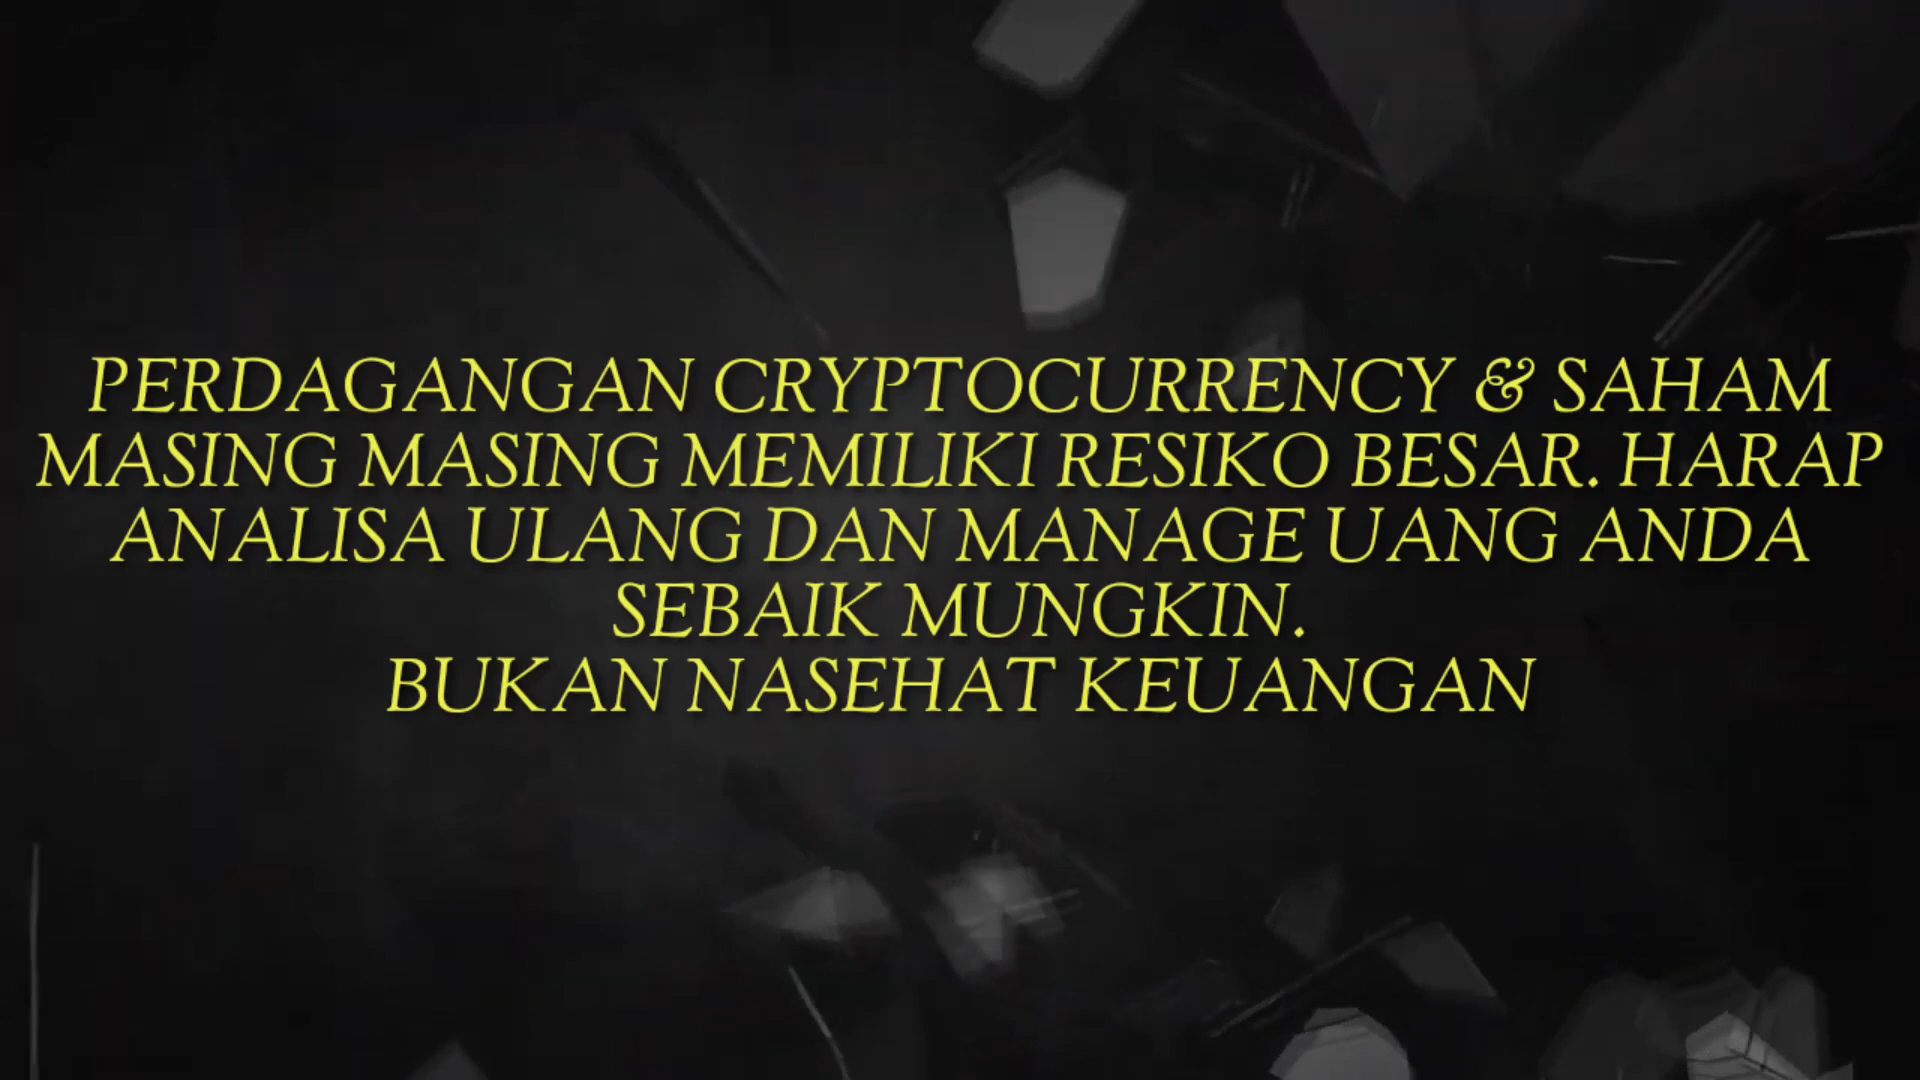 PERDAGANGAN CRYPTOCURRENCY & SAHAM
MASING MASING MEMILIKI RESIKO BESAR. HARAP
ANALISA ULANG DAN MANAGE UANG ANDA
SEBAIK MUNGKIN.
BUKAN NASEHAT KEUANGAN